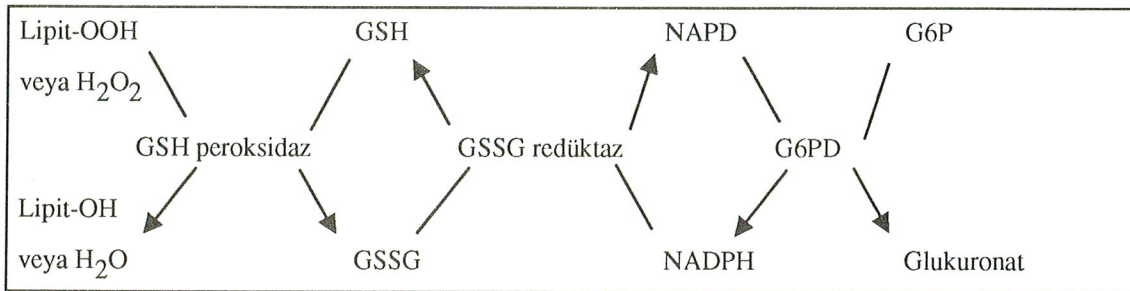 Lipit-OOH GSH NAPD G6P
veya H₂O₂
GSH peroksidaz GSSG redüktaz G6PD
Lipit-OH
veya H₂O GSSG NADPH Glukuronat